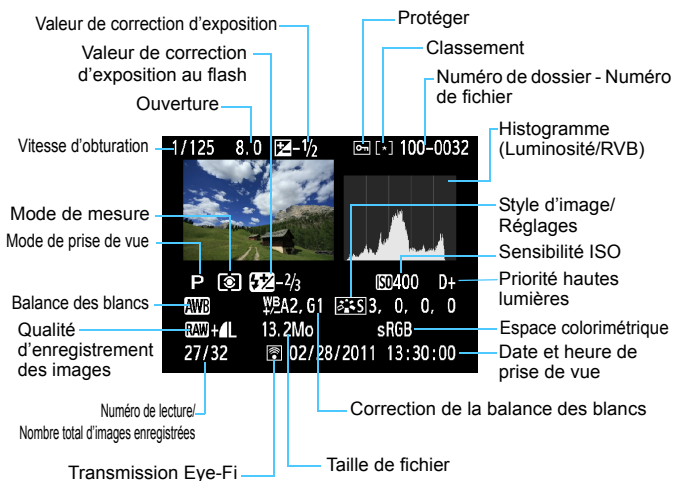 Valeur de correction d'exposition
Protéger
Valeur de correction
d'exposition au flash
Classement
Ouverture
Numéro de dossier - Numéro
de fichier
Vitesse d'obturation
Histogramme
(Luminosité/RVB)
1/125 8.0 -1/2 [*] 100-0032
Mode de mesure
Mode de prise de vue
Style d'image/
Réglages
Sensibilité ISO
P -2/3 ISO400 D+
Priorité hautes
lumières
Balance des blancs
AWB WB A2, G1 S 3, 0, 0, 0
Qualité
d'enregistrement
des images
RAW+L 13.2Mo sRGB
Espace colorimétrique
27/32 02/28/2011 13:30:00
Date et heure de
prise de vue
Numéro de lecture/
Nombre total d'images enregistrées
Correction de la balance des blancs
Transmission Eye-Fi
Taille de fichier